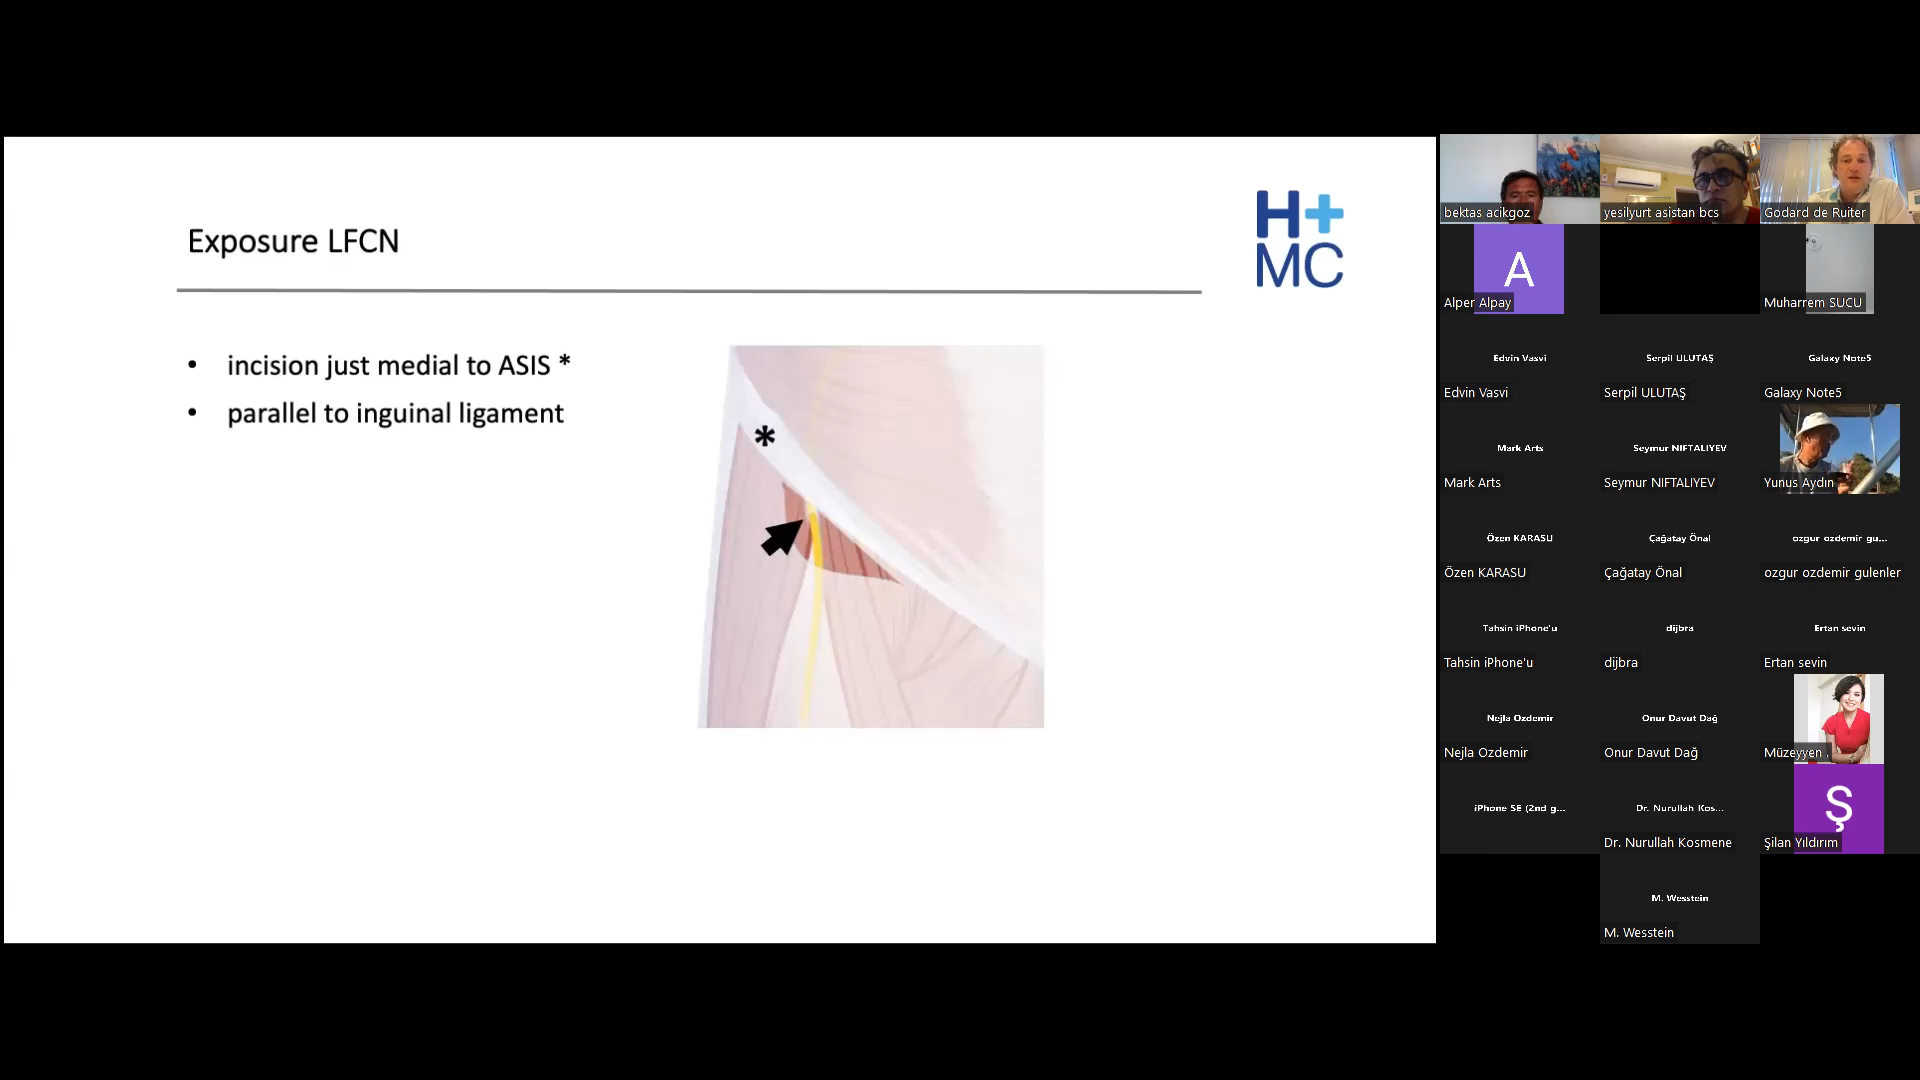 Exposure LFCN
H+
MC
• incision just medial to ASIS *
• parallel to inguinal ligament
*
bektas acikgoz
yesilyurt asistan bcs
Godard de Ruiter
A
Alper Alpay
Muharrem SUCU
Edvin Vasvi
Serpil ULUTAŞ
Galaxy Note5
Edvin Vasvi
Serpil ULUTAŞ
Galaxy Note5
Mark Arts
Seymur NIFTALIYEV
Mark Arts
Seymur NIFTALIYEV
Yunus Aydın
Özen KARASU
Çağatay Önal
ozgur ozdemir gu...
Özen KARASU
Çağatay Önal
ozgur ozdemir gulenler
Tahsin iPhone'u
dijbra
Ertan sevin
Tahsin iPhone'u
dijbra
Ertan sevin
Nejla Ozdemir
Onur Davut Dağ
Nejla Ozdemir
Onur Davut Dağ
Müzeyyen .
iPhone SE (2nd g...
Dr. Nurullah Kos...
Ş
Dr. Nurullah Kosmene
Şilan Yıldırım
M. Wesstein
M. Wesstein